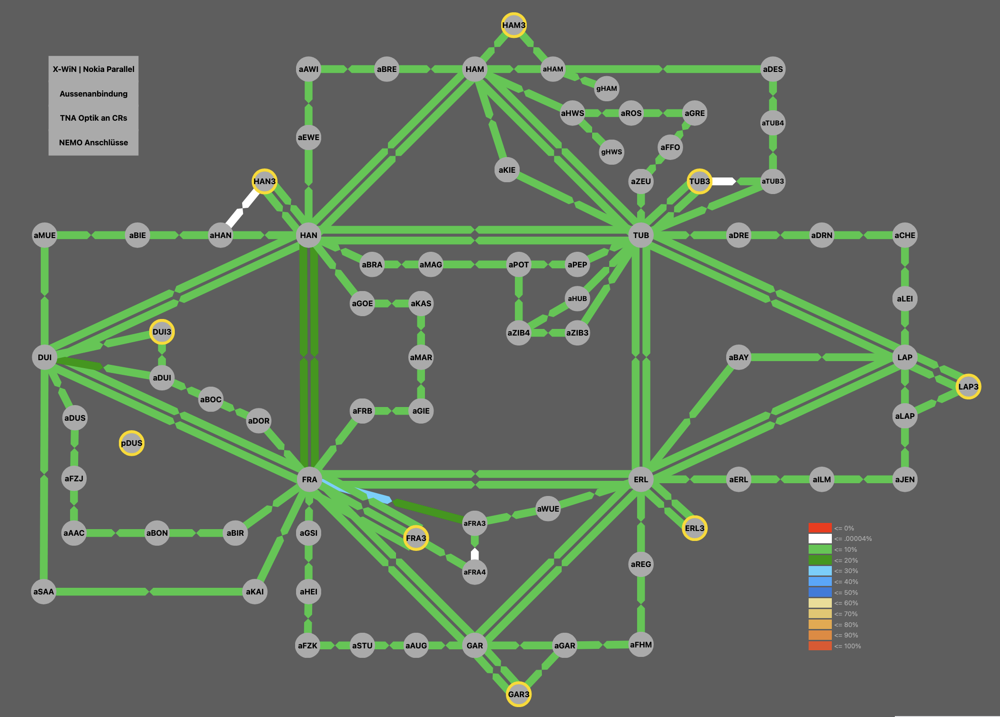 HAM3
X-WiN | Nokia Parallel
Aussenanbindung
TNA Optik an CRs
NEMO Anschlüsse
aAWI
aBRE
HAM
aHAM
aDES
gHAM
aHWS
aROS
aGRE
aTUB4
aEWE
gHWS
aFFO
aKIE
HAN3
aZEU
TUB3
aTUB3
aMUE
aBIE
aHAN
HAN
TUB
aDRE
aDRN
aCHE
aBRA
aMAG
aPOT
aPEP
aGOE
aKAS
aHUB
aLEI
DUI3
aZIB4
aZIB3
DUI
aMAR
aBAY
LAP
aDUI
LAP3
aBOC
aDUS
aDOR
aFRB
aGIE
aLAP
pDUS
aFZJ
FRA
ERL
aERL
aILM
aJEN
aWUE
aFRA3
aAAC
aBON
aBIR
aGSI
FRA3
ERL3
aREG
aFRA4
aSAA
aKAI
aHEI
aFZK
aSTU
aAUG
GAR
aGAR
aFHM
GAR3
<= 0%
<= .00004%
<= 10%
<= 20%
<= 30%
<= 40%
<= 50%
<= 60%
<= 70%
<= 80%
<= 90%
<= 100%